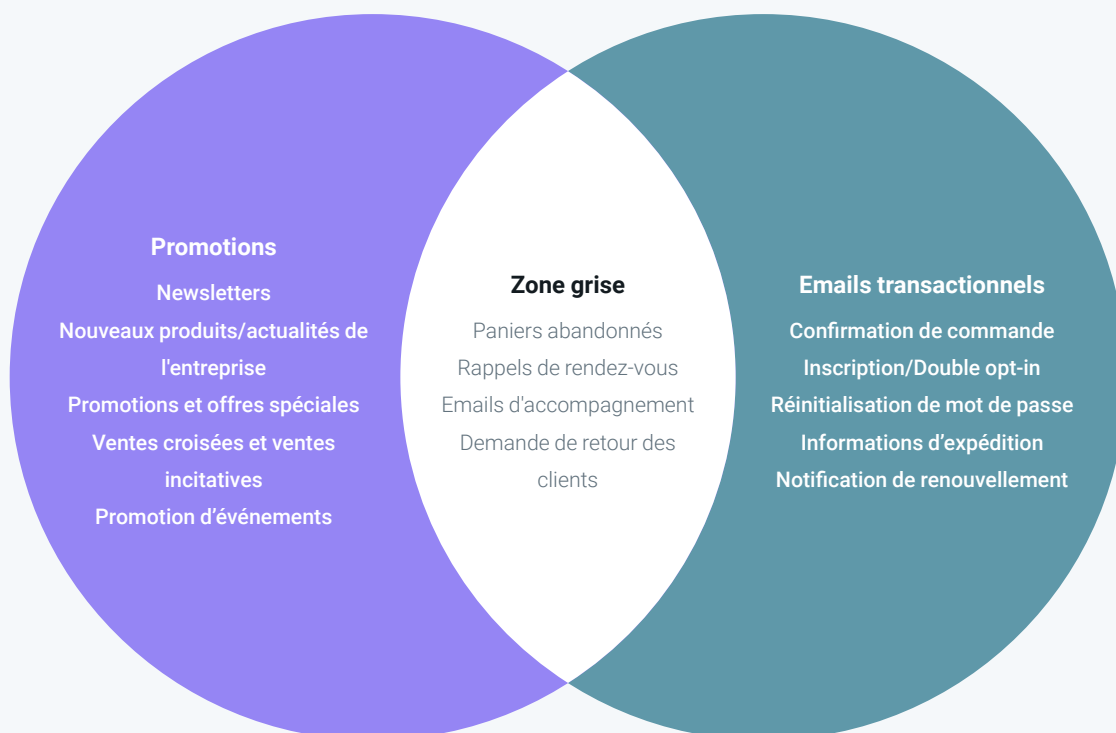 Promotions
Newsletters
Nouveaux produits/actualités de
l'entreprise
Promotions et offres spéciales
Ventes croisées et ventes
incitatives
Promotion d’événements
Zone grise
Paniers abandonnés
Rappels de rendez-vous
Emails d'accompagnement
Demande de retour des
clients
Emails transactionnels
Confirmation de commande
Inscription/Double opt-in
Réinitialisation de mot de passe
Informations d’expédition
Notification de renouvellement